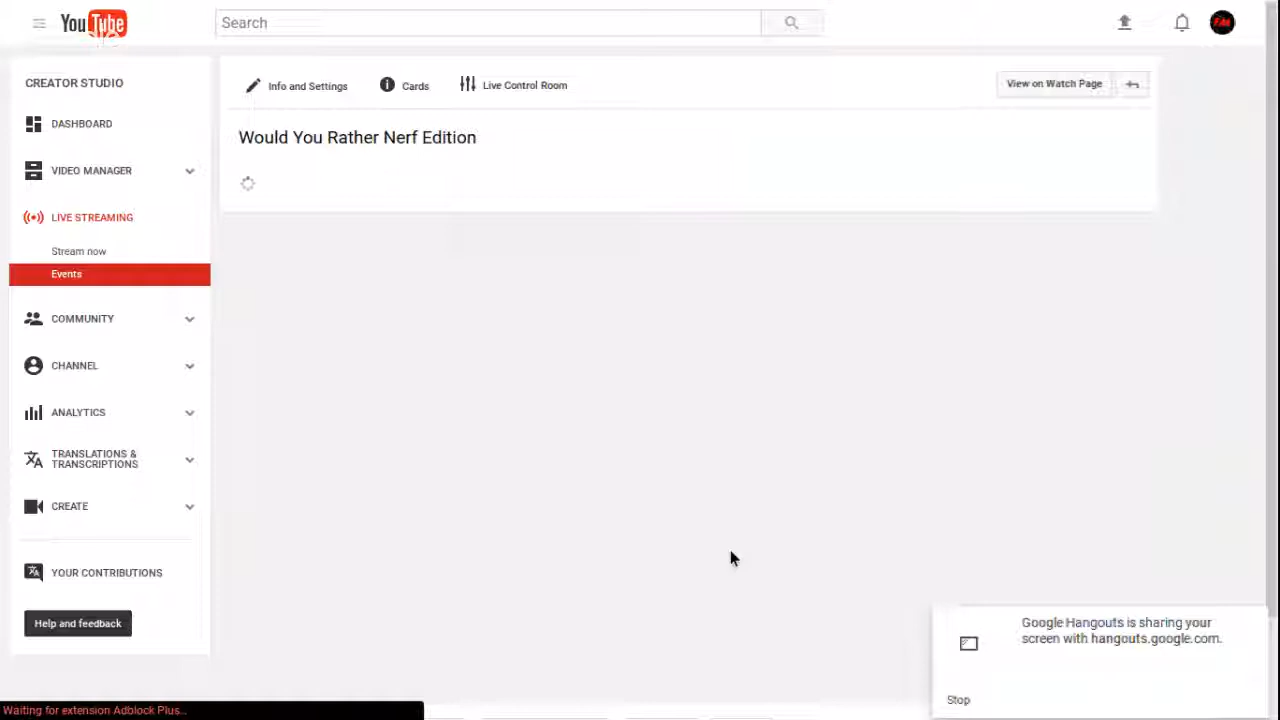 YouTube
Search
FM
CREATOR STUDIO
DASHBOARD
VIDEO MANAGER
LIVE STREAMING
Stream now
Events
COMMUNITY
CHANNEL
ANALYTICS
TRANSLATIONS &
TRANSCRIPTIONS
CREATE
YOUR CONTRIBUTIONS
Help and feedback
Info and Settings
Cards
Live Control Room
View on Watch Page
Would You Rather Nerf Edition
Google Hangouts is sharing your
screen with hangouts.google.com.
Stop
Waiting for extension Adblock Plus...